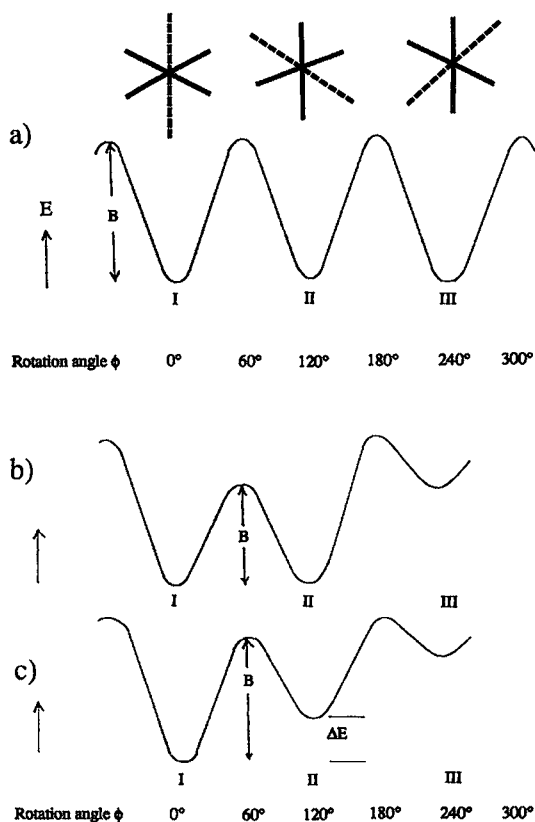 a)
E
B
I II III
Rotation angle ϕ 0° 60° 120° 180° 240° 300°
b)
B
I II III
c)
B
ΔE
I II III
Rotation angle ϕ 0° 60° 120° 180° 240° 300°